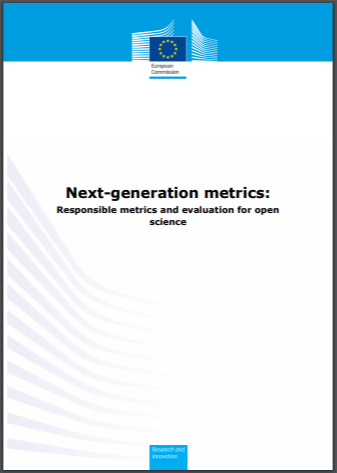 European
Commission
Next-generation metrics:
Responsible metrics and evaluation for open
science
Research and
Innovation